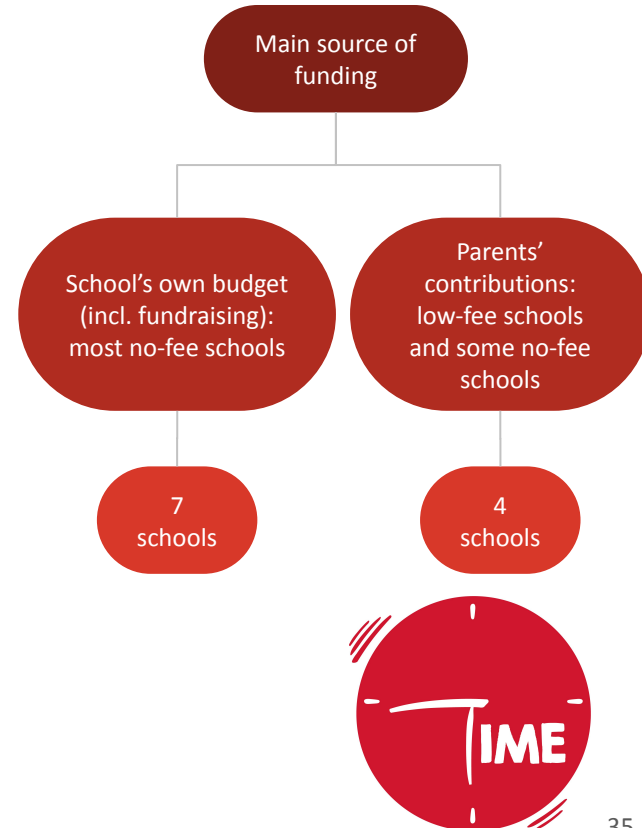 Main source of
funding
School's own budget
(incl. fundraising):
most no-fee schools
Parents'
contributions:
low-fee schools
and some no-fee
schools
7
schools
4
schools
TIME
35